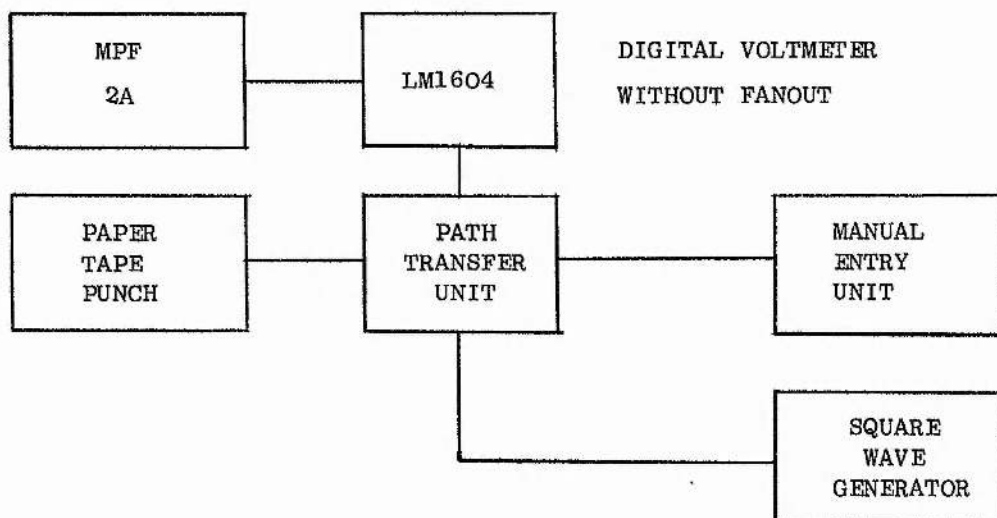 MPF
2A
LM1604
DIGITAL VOLTMETER
WITHOUT FANOUT
PAPER
TAPE
PUNCH
PATH
TRANSFER
UNIT
MANUAL
ENTRY
UNIT
SQUARE
WAVE
GENERATOR